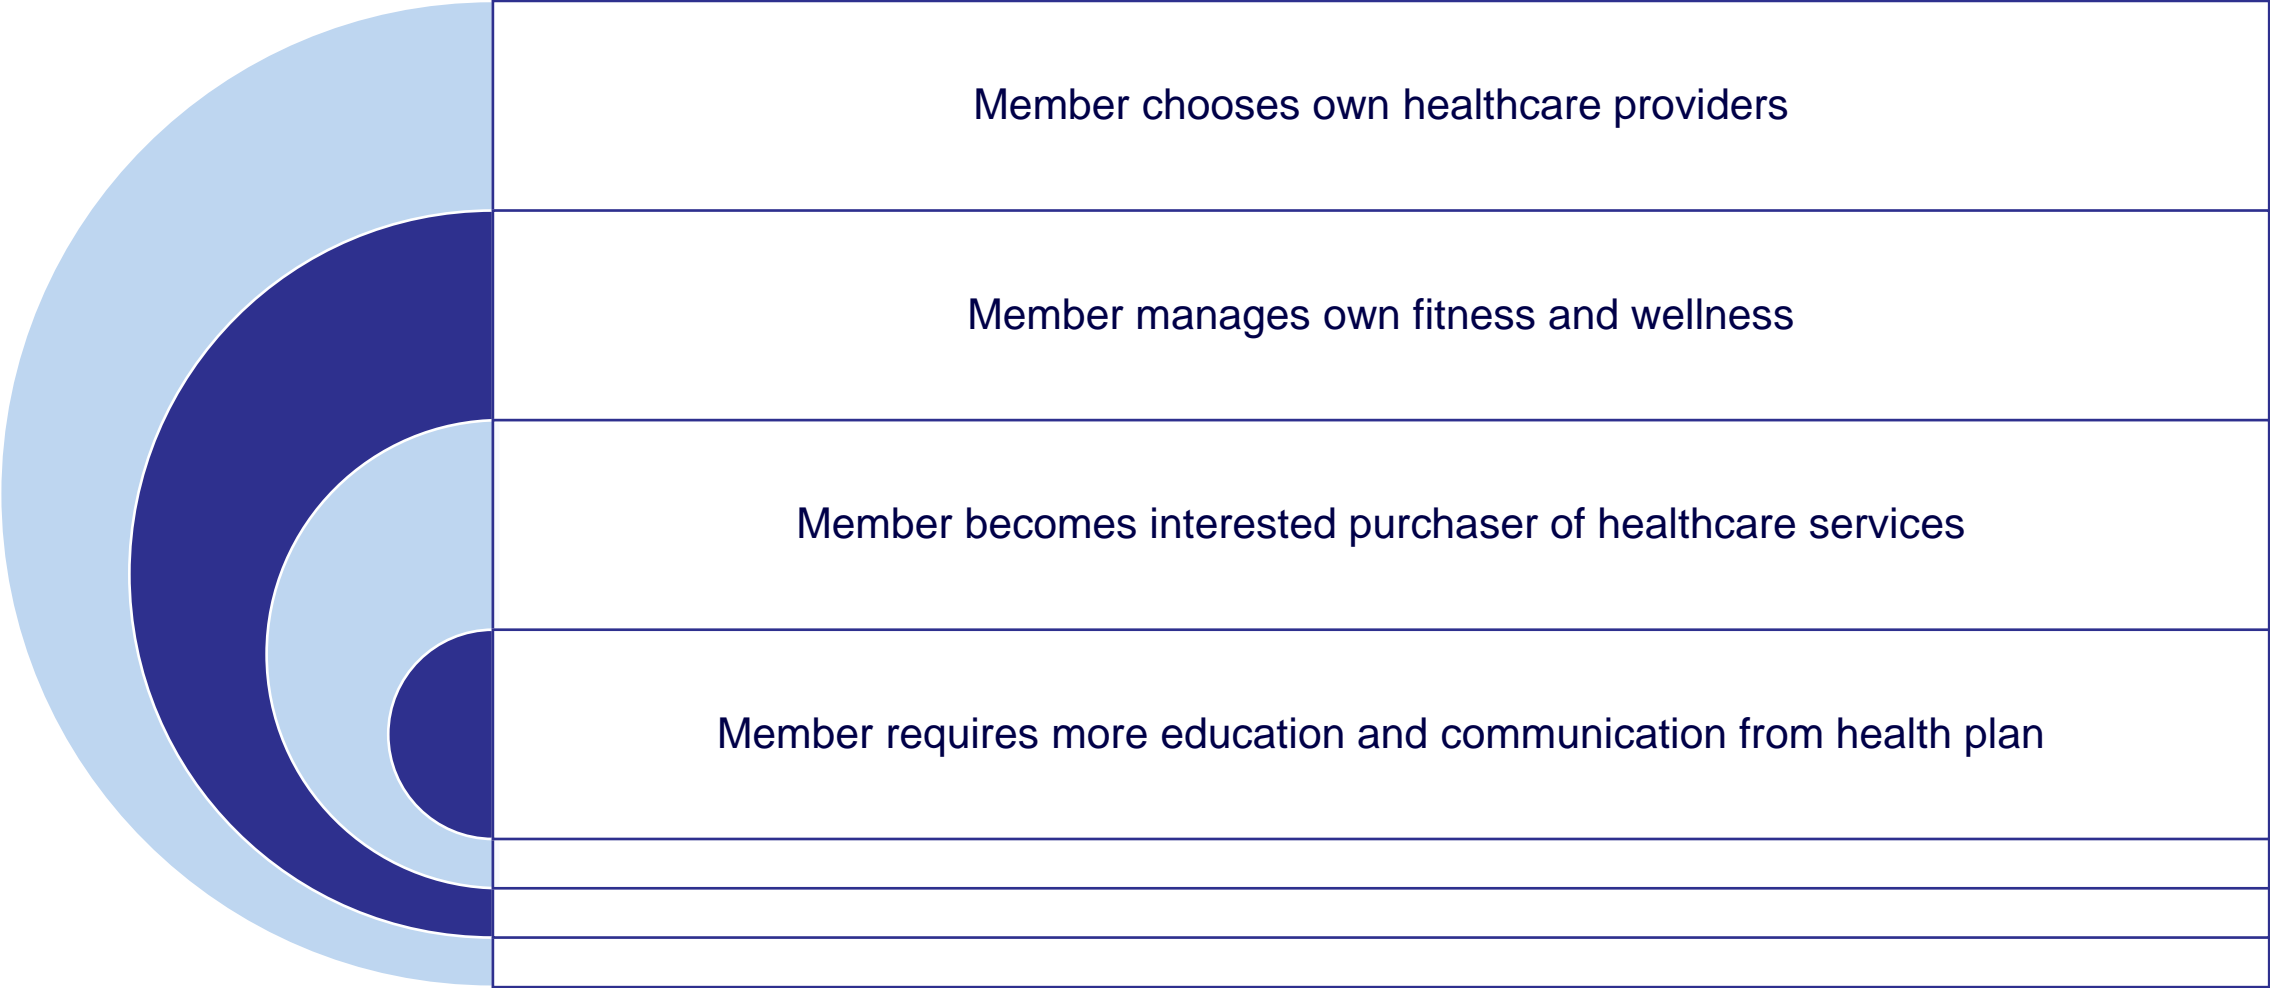 Member chooses own healthcare providers
Member manages own fitness and wellness
Member becomes interested purchaser of healthcare services
Member requires more education and communication from health plan